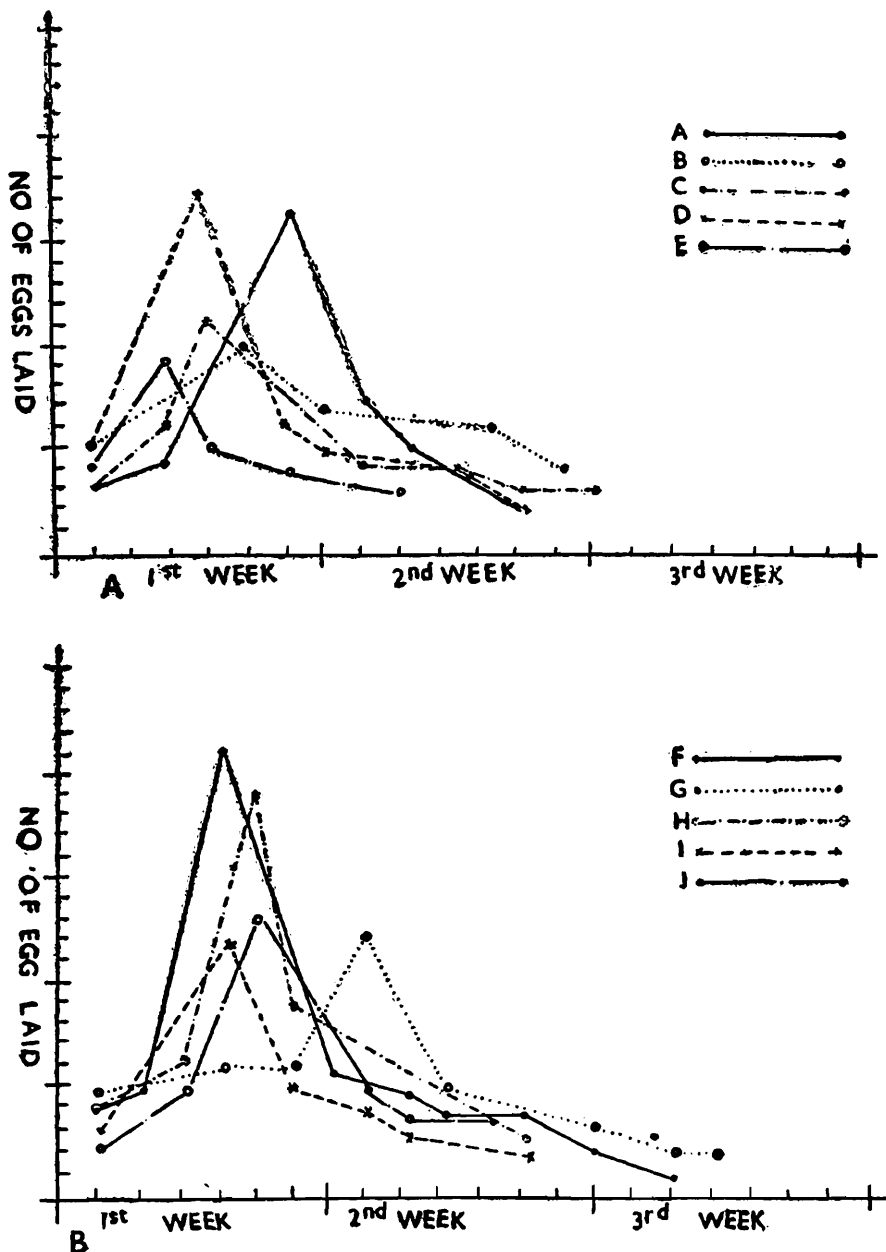 NO OF EGGS LAID
A
B
C
D
E
1st WEEK 2nd WEEK 3rd WEEK
A
NO OF EGG LAID
F
G
H
I
J
1st WEEK 2nd WEEK 3rd WEEK
B